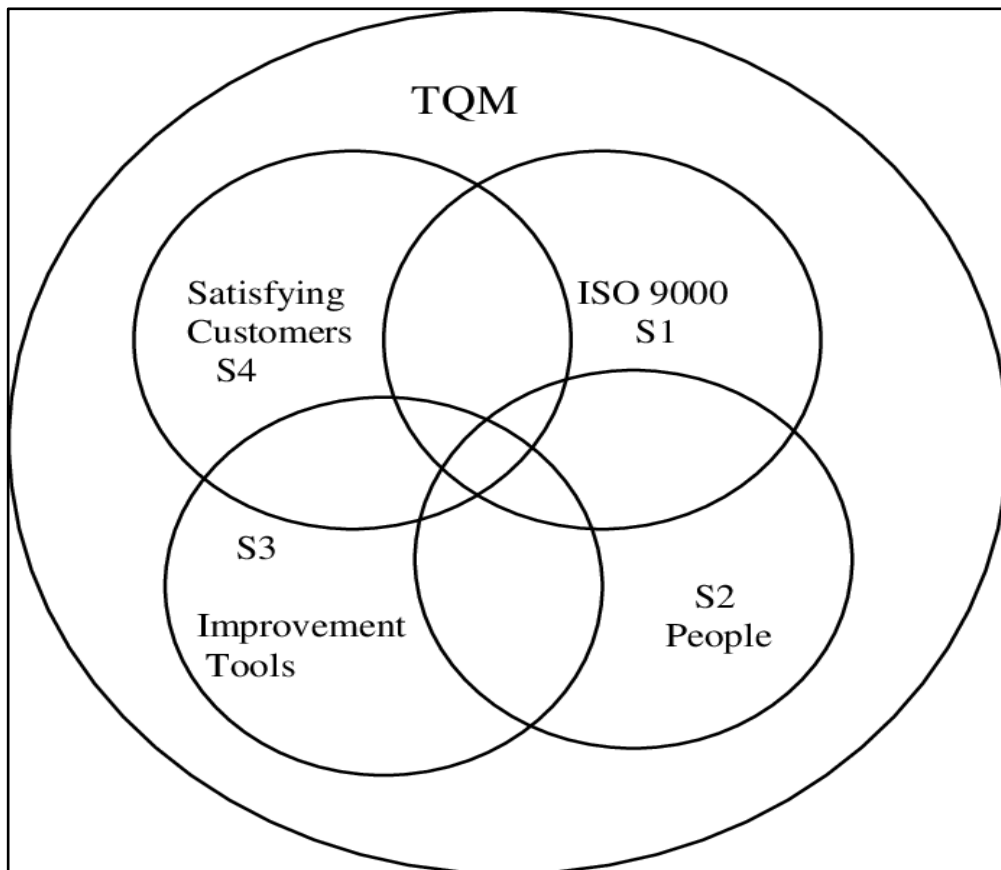 TQM
Satisfying
Customers
S4
ISO 9000
S1
S3
Improvement
Tools
S2
People